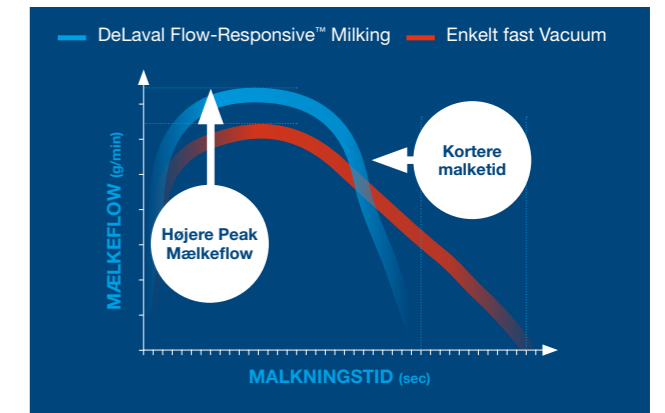 DeLaval Flow-Responsive™ Milking
Enkelt fast Vacuum
MÆLKEFLOW (g/min)
Kortere
malketid
Højere Peak
Mælkeflow
MALKNINGSTID (sec)